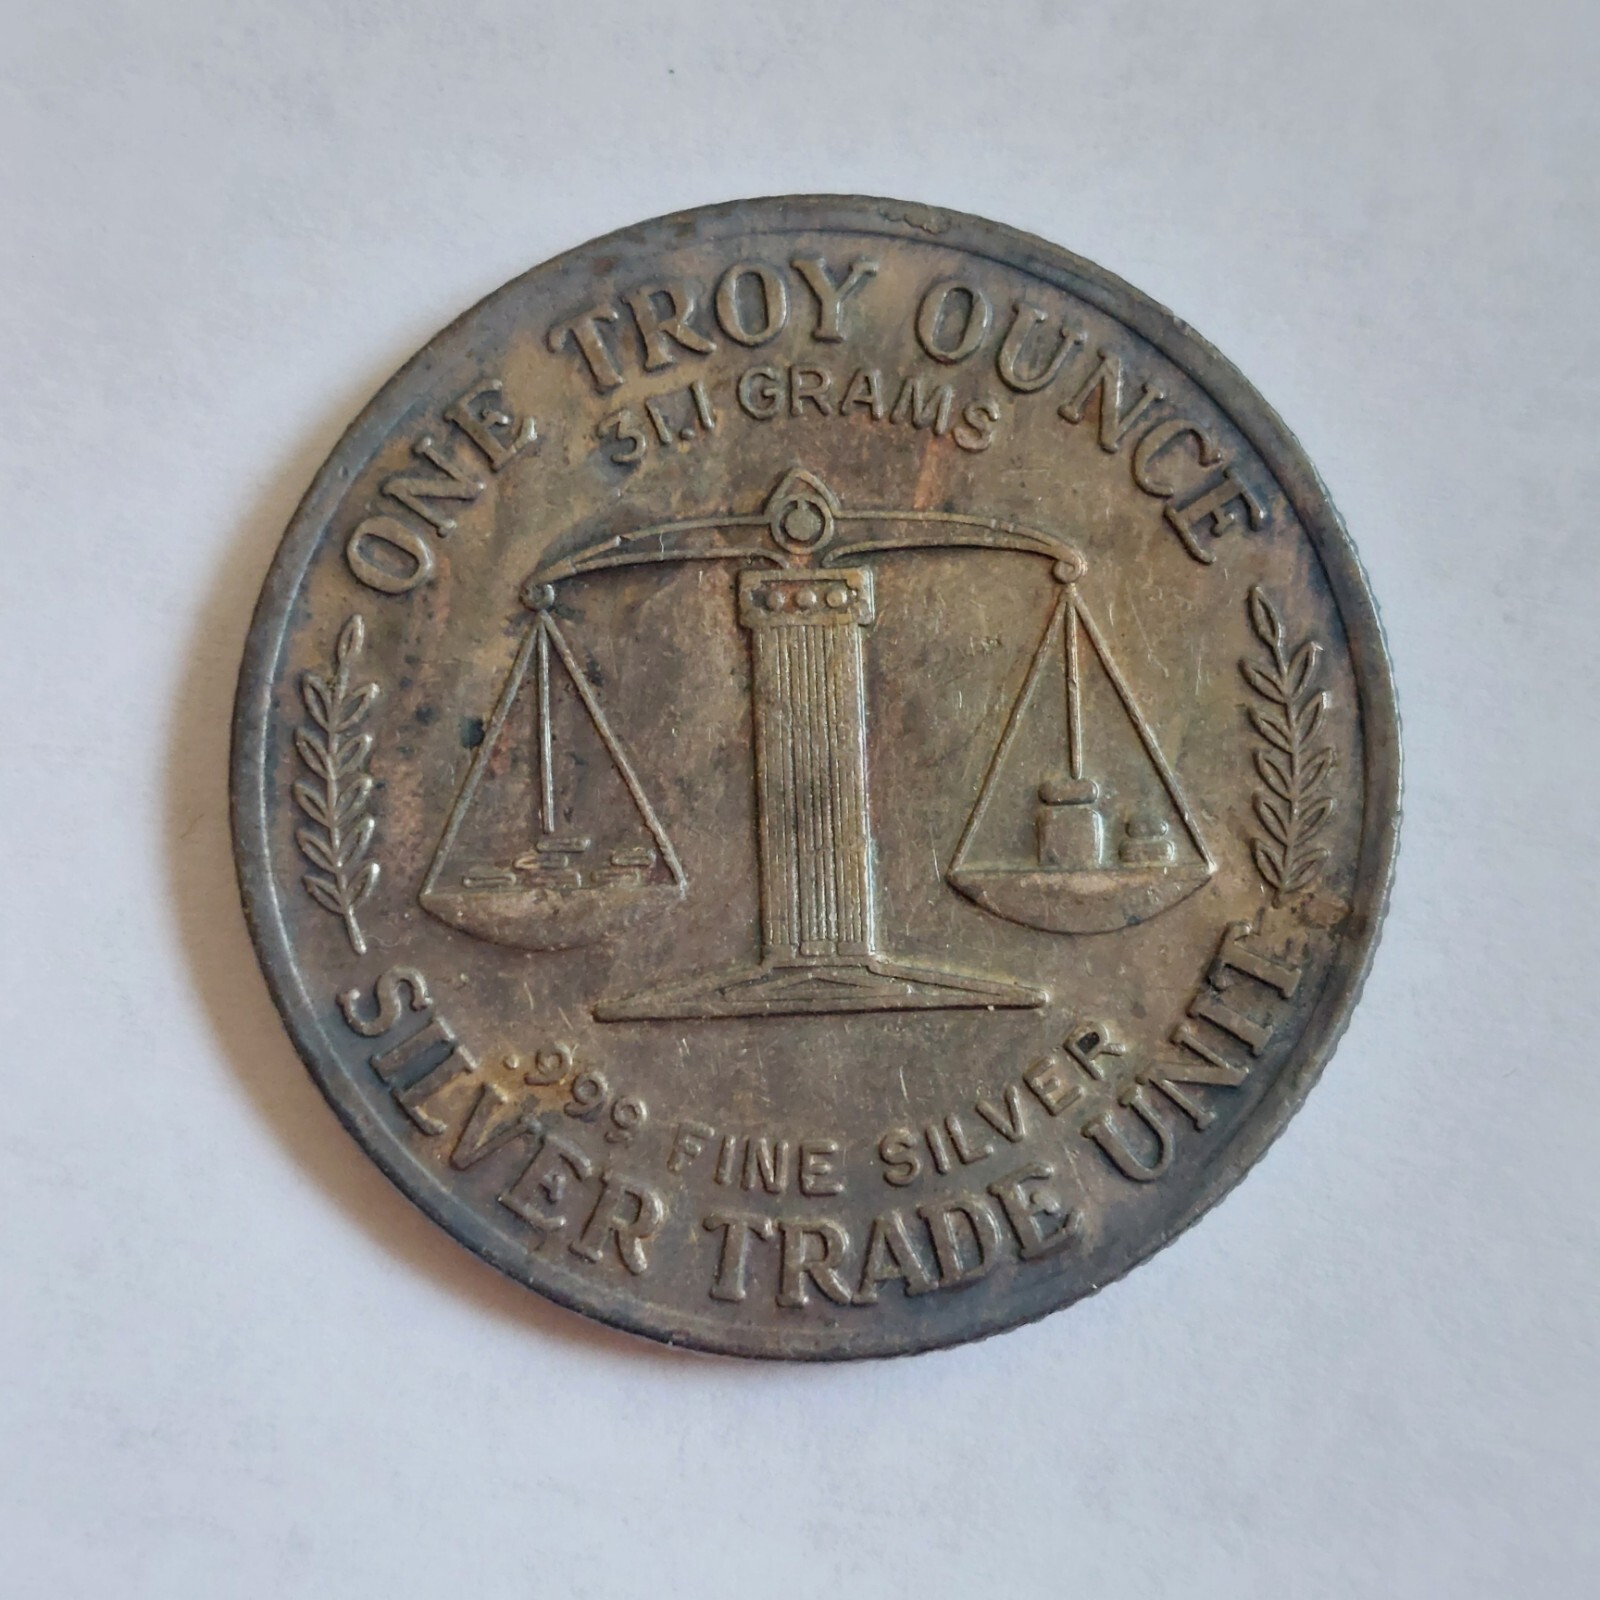 ONE TROY OUNCE
31.1 GRAMS
.999 FINE SILVER
SILVER TRADE UNIT